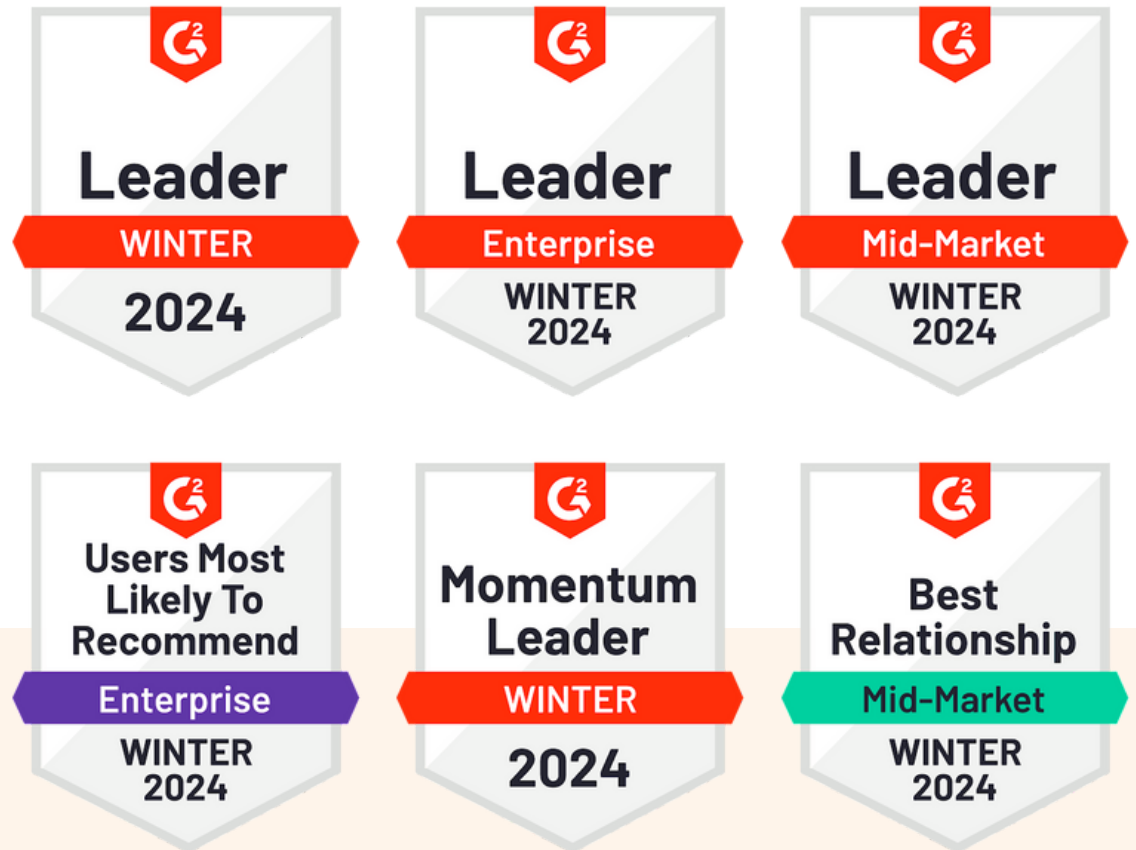 G2
Leader
WINTER
2024
G2
Leader
Enterprise
WINTER
2024
G2
Leader
Mid-Market
WINTER
2024
G2
Users Most
Likely To
Recommend
Enterprise
WINTER
2024
G2
Momentum
Leader
WINTER
2024
G2
Best
Relationship
Mid-Market
WINTER
2024